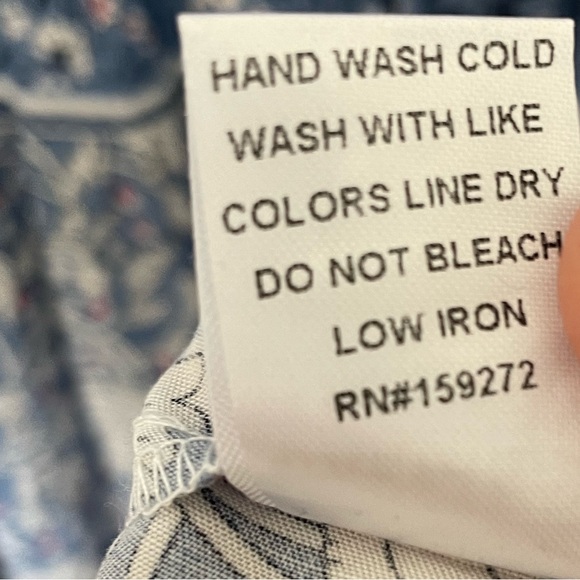 HAND WASH COLD
WASH WITH LIKE
COLORS LINE DRY
DO NOT BLEACH
LOW IRON
RN#159272